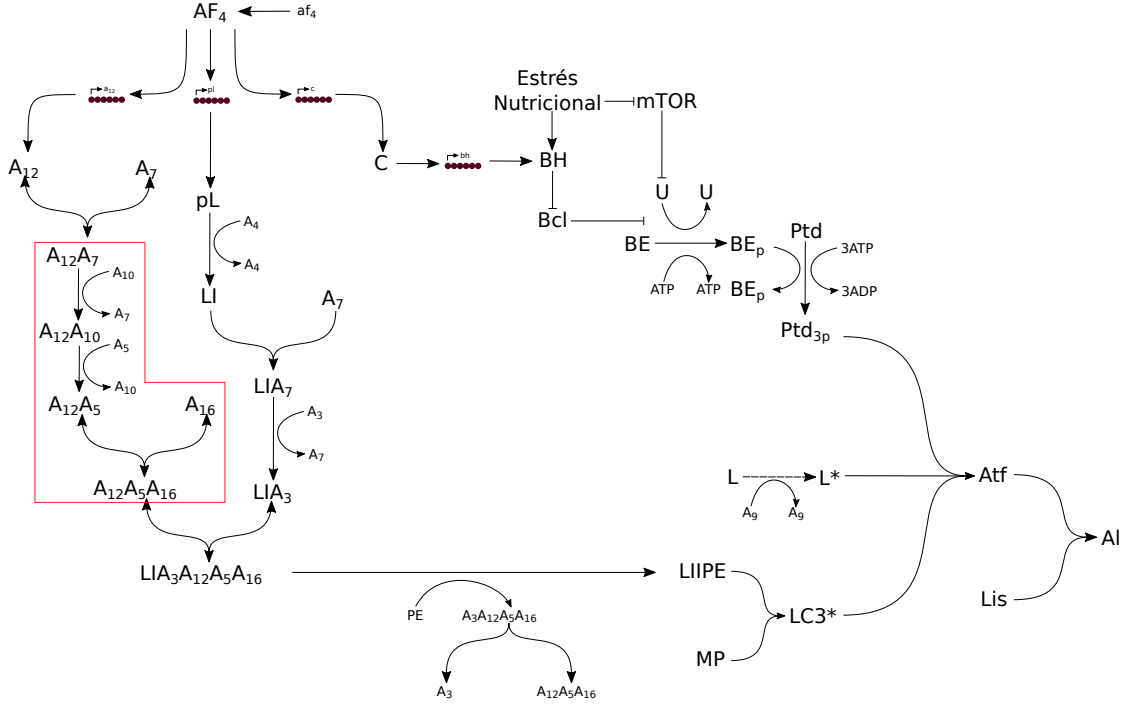 AF4
af4
a12
pl
c
Estrés
Nutricional
mTOR
A12
A7
C
bh
BH
pL
A4
A4
U
U
Bcl
BE
BEp
Ptd
3ATP
ATP
ATP
BEp
3ADP
A12A7
A10
A7
LI
A7
Ptd3p
A12A10
A5
A10
LIA7
A12A5
A16
A3
A7
A12A5A16
LIA3
L
L*
Atf
A9
A9
Al
LIA3A12A5A16
LIIPE
PE
A3A12A5A16
LC3*
Lis
MP
A3
A12A5A16